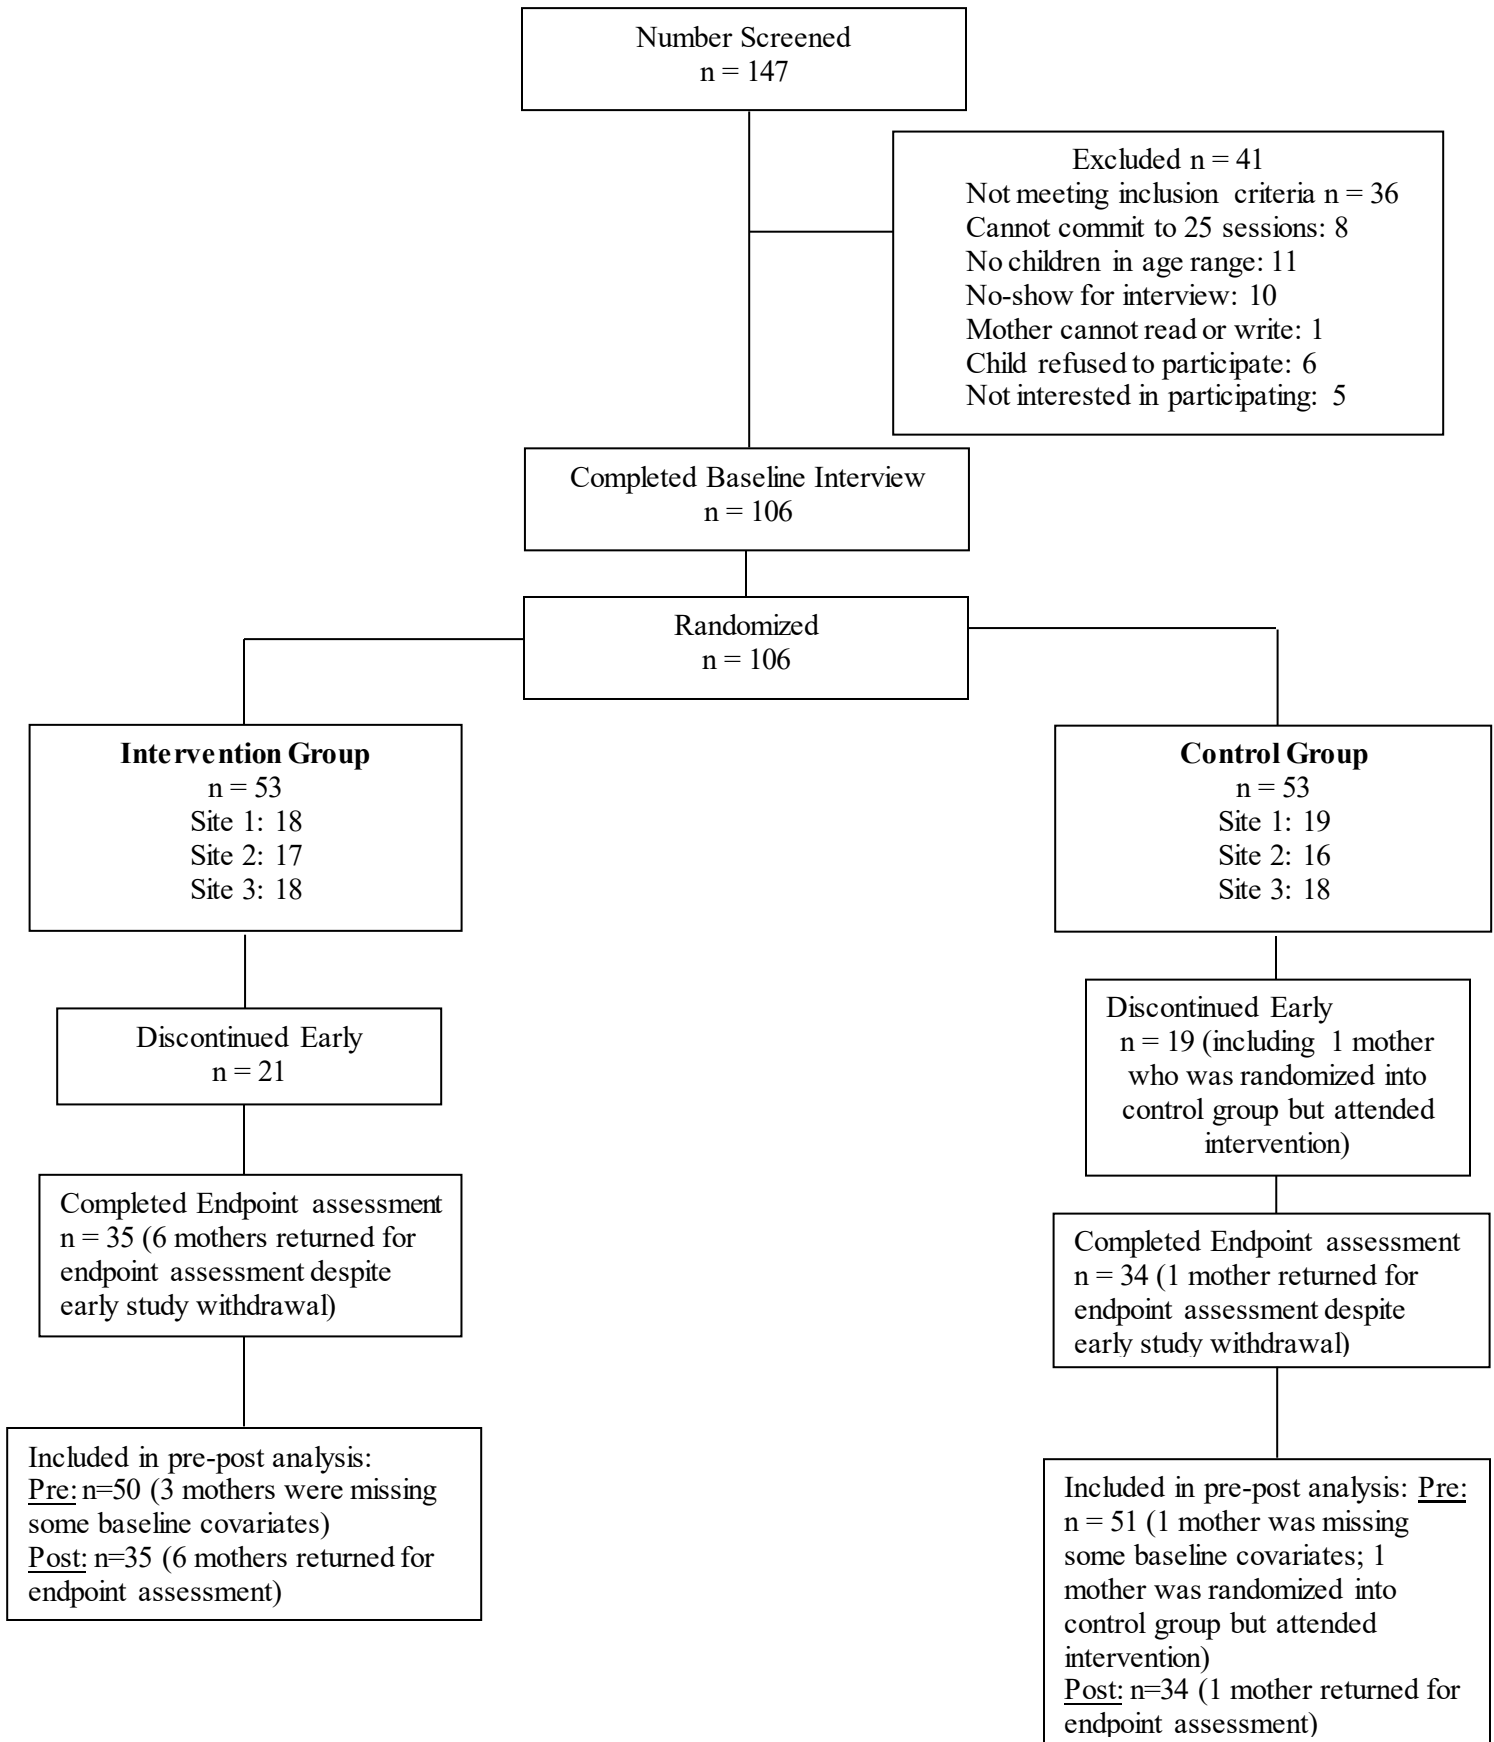 Number Screened
n = 147
Excluded n = 41
Not meeting inclusion criteria n = 36
Cannot commit to 25 sessions: 8
No children in age range: 11
No-show for interview: 10
Mother cannot read or write: 1
Child refused to participate: 6
Not interested in participating: 5
Completed Baseline Interview
n = 106
Randomized
n = 106
Intervention Group
n = 53
Site 1: 18
Site 2: 17
Site 3: 18
Control Group
n = 53
Site 1: 19
Site 2: 16
Site 3: 18
Discontinued Early
n = 21
Discontinued Early
n = 19 (including 1 mother
who was randomized into
control group but attended
intervention)
Completed Endpoint assessment
n = 35 (6 mothers returned for
endpoint assessment despite
early study withdrawal)
Completed Endpoint assessment
n = 34 (1 mother returned for
endpoint assessment despite
early study withdrawal)
Included in pre-post analysis:
Pre: n=50 (3 mothers were missing
some baseline covariates)
Post: n=35 (6 mothers returned for
endpoint assessment)
Included in pre-post analysis: Pre:
n = 51 (1 mother was missing
some baseline covariates; 1
mother was randomized into
control group but attended
intervention)
Post: n=34 (1 mother returned for
endpoint assessment)